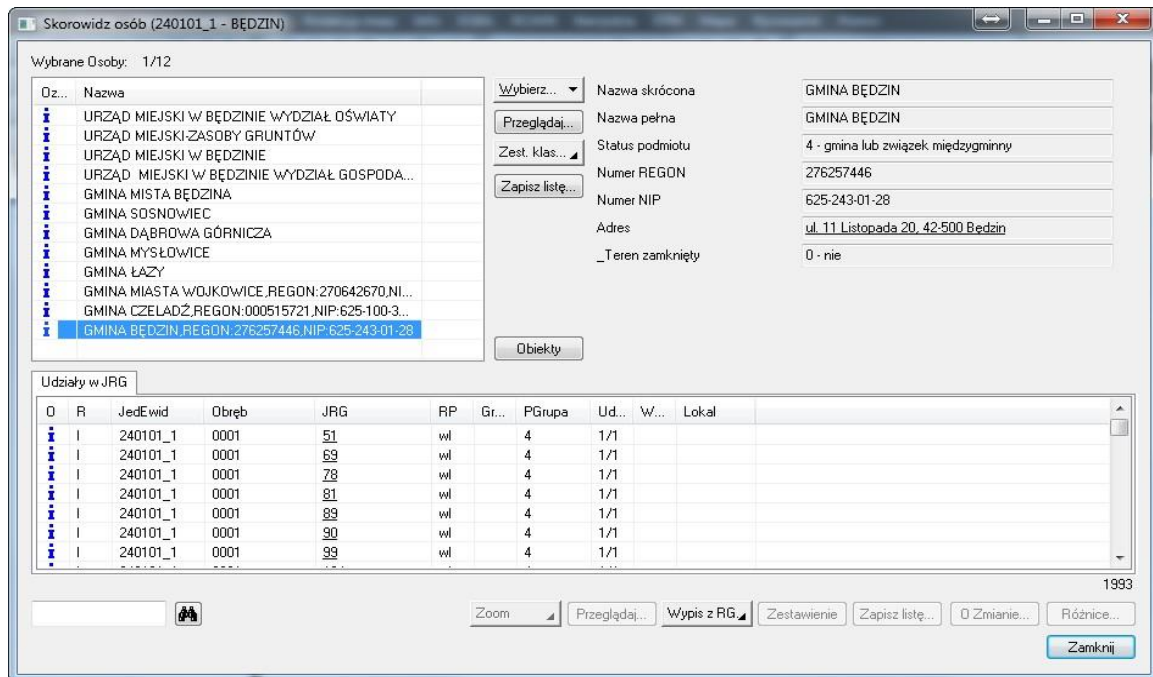 Skorowidz osób (240101_1 - BĘDZIN)
Wybrane Osoby: 1/12
Oz... Nazwa
URZĄD MIEJSKI W BĘDZINIE WYDZIAŁ OŚWIATY
URZĄD MIEJSKI-ZASOBY GRUNTÓW
URZĄD MIEJSKI W BĘDZINIE
URZĄD MIEJSKI W BĘDZINIE WYDZIAŁ GOSPODA...
GMINA MISTA BĘDZINA
GMINA SOSNOWIEC
GMINA DĄBROWA GÓRNICZA
GMINA MYSŁOWICE
GMINA ŁAZY
GMINA MIASTA WOJKOWICE,REGON:270642670,NI...
GMINA CZELADŹ,REGON:000515721,NIP:625-100-3...
GMINA BĘDZIN,REGON:276257446,NIP:625-243-01-28
Wybierz...
Przeglądaj...
Zest. klas...
Zapisz listę...
Obiekty
Nazwa skrócona GMINA BĘDZIN
Nazwa pełna GMINA BĘDZIN
Status podmiotu 4 - gmina lub związek międzygminny
Numer REGON 276257446
Numer NIP 625-243-01-28
Adres ul. 11 Listopada 20, 42-500 Będzin
_Teren zamknięty 0 - nie
Udziały w JRG
O R JedEwid Obręb JRG RP Gr... PGrupa Ud... W... Lokal
I 240101_1 0001 51 wł 4 1/1
I 240101_1 0001 69 wł 4 1/1
I 240101_1 0001 78 wł 4 1/1
I 240101_1 0001 81 wł 4 1/1
I 240101_1 0001 89 wł 4 1/1
I 240101_1 0001 90 wł 4 1/1
I 240101_1 0001 99 wł 4 1/1
1993
Zoom Przeglądaj... Wypis z RG Zestawienie Zapisz listę... O Zmianie... Różnice...
Zamknij